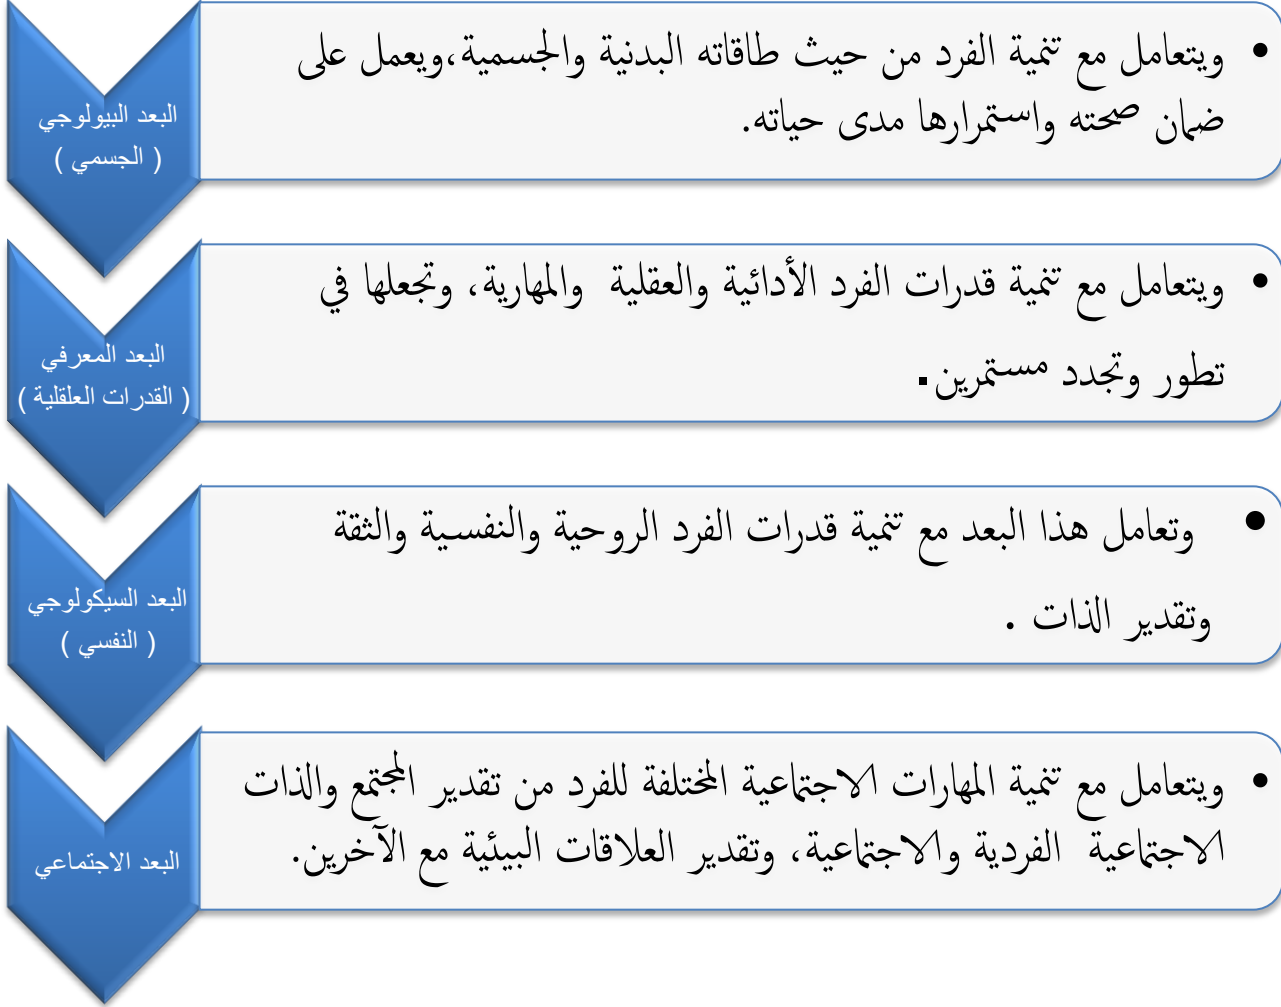 البعد البيولوجي
( الجسمي )
• ويتعامل مع تنمية الفرد من حيث طاقاته البدنية والجسمية،ويعمل على
ضمان صحته واستمرارها مدى حياته.
البعد المعرفي
( القدرات العلقلية )
• ويتعامل مع تنمية قدرات الفرد الأدائية والعقلية والمهارية، وتجعلها في
تطور وتجدد مستمرين.
البعد السيكولوجي
( النفسي )
• وتعامل هذا البعد مع تنمية قدرات الفرد الروحية والنفسية والثقة
وتقدير الذات .
البعد الاجتماعي
• ويتعامل مع تنمية المهارات الاجتماعية المختلفة للفرد من تقدير المجتمع والذات
الاجتماعية الفردية والاجتماعية، وتقدير العلاقات البيئية مع الآخرين.